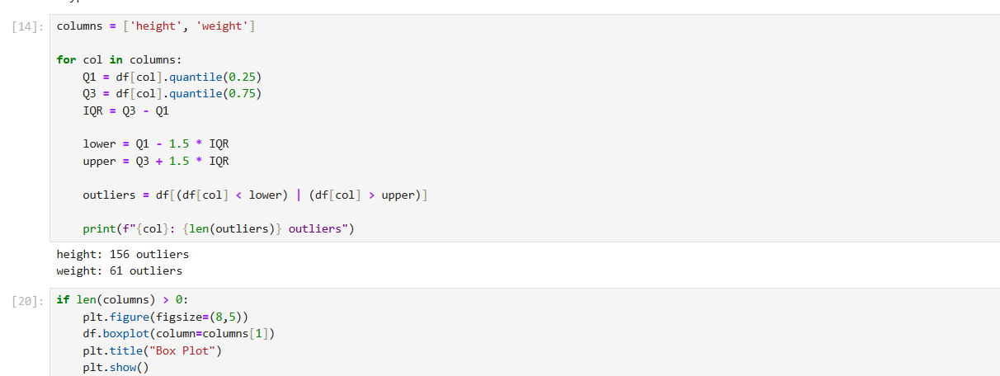 [14]: columns = ['height', 'weight']
for col in columns:
    Q1 = df[col].quantile(0.25)
    Q3 = df[col].quantile(0.75)
    IQR = Q3 - Q1
    lower = Q1 - 1.5 * IQR
    upper = Q3 + 1.5 * IQR
    outliers = df[(df[col] < lower) | (df[col] > upper)]
    print(f"{col}: {len(outliers)} outliers")
height: 156 outliers
weight: 61 outliers
[20]: if len(columns) > 0:
    plt.figure(figsize=(8,5))
    df.boxplot(column=columns[1])
    plt.title("Box Plot")
    plt.show()